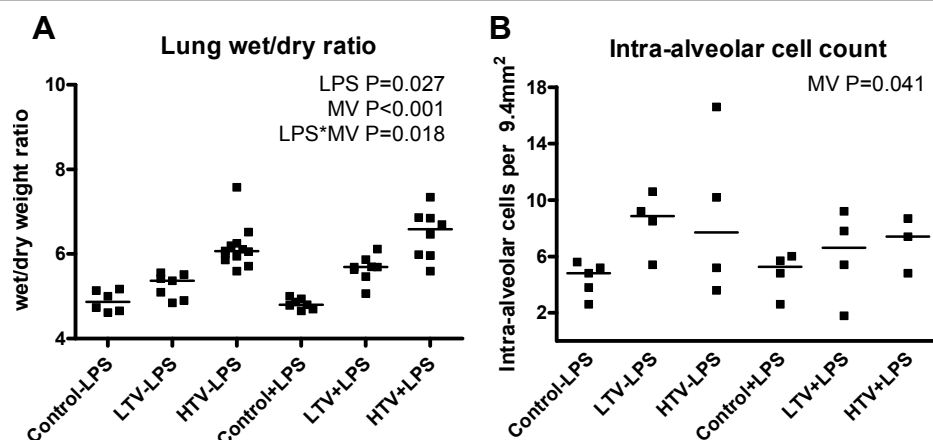 A
Lung wet/dry ratio
LPS P=0.027
MV P<0.001
LPS*MV P=0.018
wet/dry weight ratio
10
8
6
4
Control-LPS
LTV-LPS
HTV-LPS
Control+LPS
LTV+LPS
HTV+LPS
B
Intra-alveolar cell count
MV P=0.041
Intra-alveolar cells per 9.4mm²
18
14
10
6
2
Control-LPS
LTV-LPS
HTV-LPS
Control+LPS
LTV+LPS
HTV+LPS